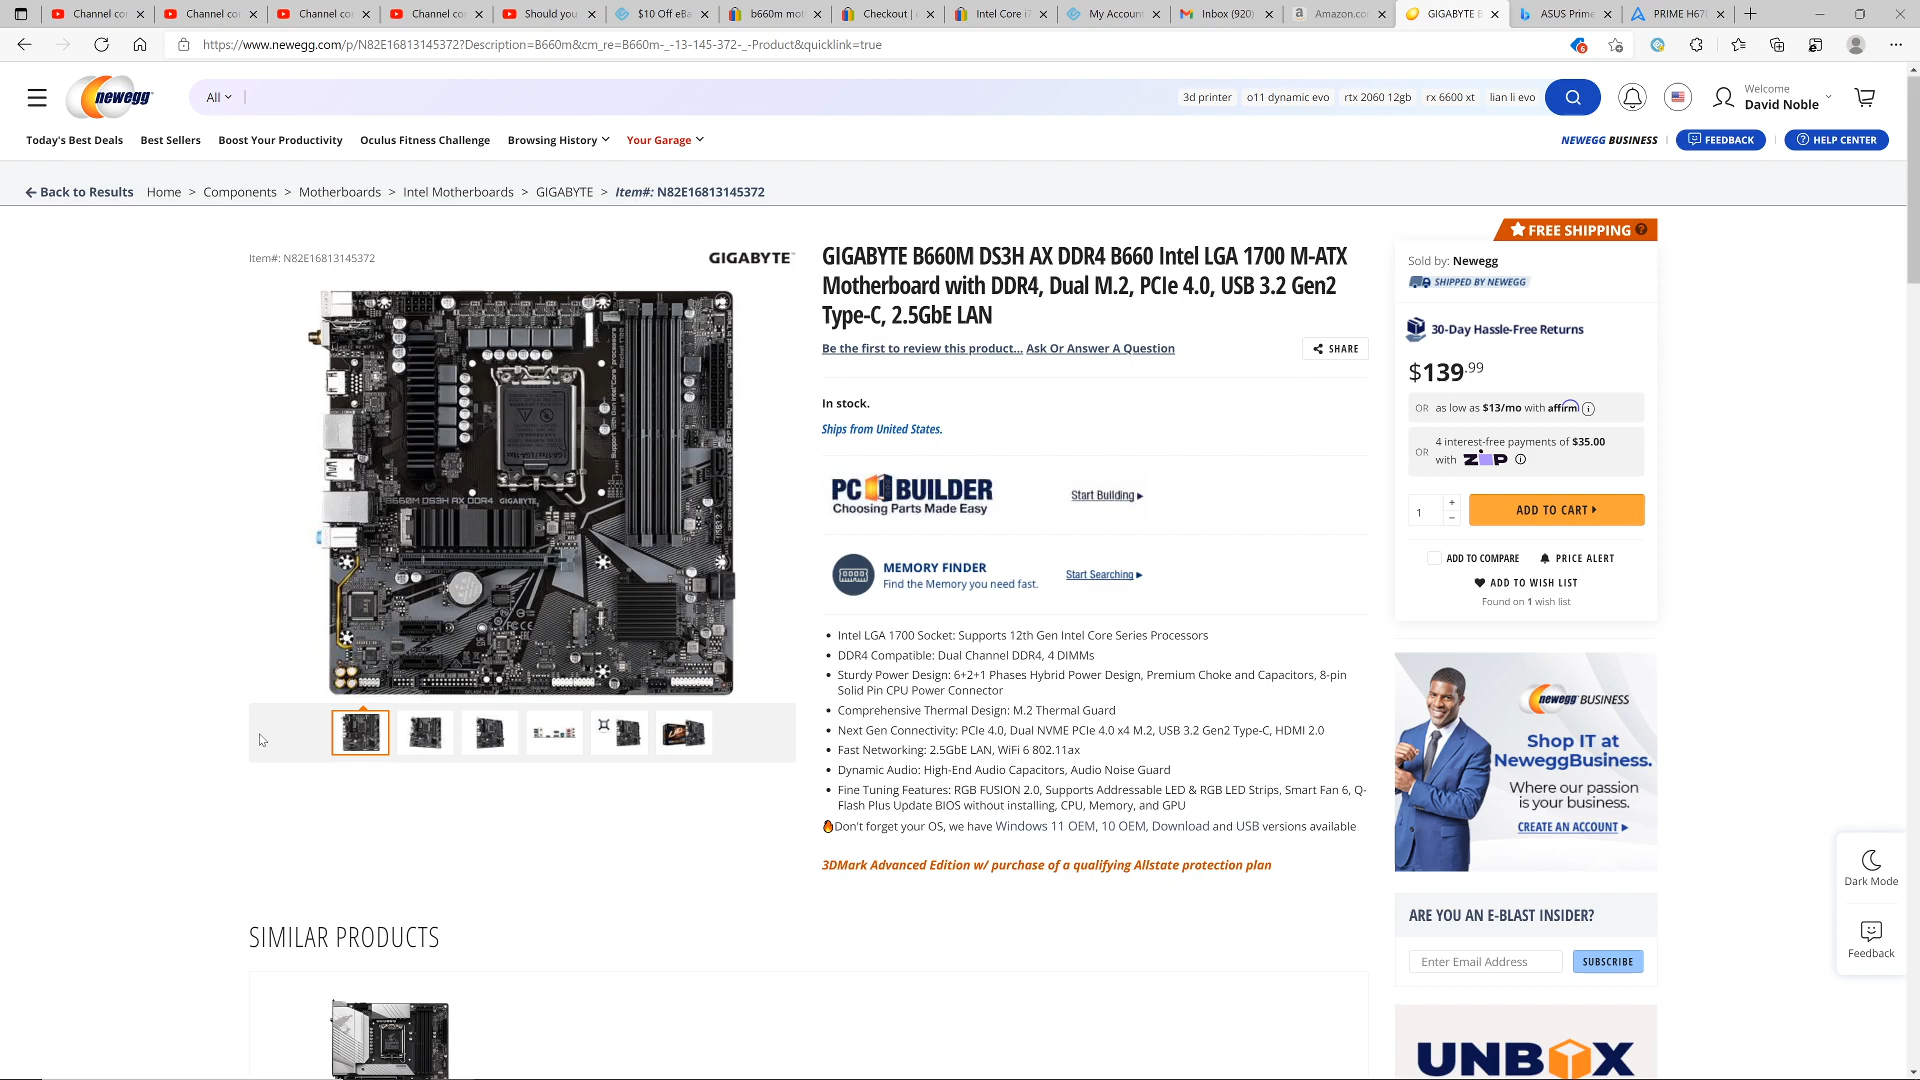 Channel co
Channel co
Channel co
Channel co
Should you
$10 Off eBa
b660m mot
Checkout | e
Intel Core i7
My Account
Inbox (920)
Amazon.co
GIGABYTE B
ASUS Prime
PRIME H67
https://www.newegg.com/p/N82E16813145372?Description=B660m&cm_re=B660m-_-13-145-372-_-Product&quicklink=true
6
newegg
All
3d printer
o11 dynamic evo
rtx 2060 12gb
rx 6600 xt
lian li evo
Welcome
David Noble
Today's Best Deals
Best Sellers
Boost Your Productivity
Oculus Fitness Challenge
Browsing History
Your Garage
NEWEGG BUSINESS
FEEDBACK
HELP CENTER
Back to Results
Home > Components > Motherboards > Intel Motherboards > GIGABYTE > Item#: N82E16813145372
Item#: N82E16813145372
GIGABYTE
B660M DS3H AX DDR4 GIGABYTE
GIGABYTE B660M DS3H AX DDR4 B660 Intel LGA 1700 M-ATX
Motherboard with DDR4, Dual M.2, PCIe 4.0, USB 3.2 Gen2
Type-C, 2.5GbE LAN
Be the first to review this product... Ask Or Answer A Question
SHARE
In stock.
Ships from United States.
PC BUILDER
Choosing Parts Made Easy
Start Building
MEMORY FINDER
Find the Memory you need fast.
Start Searching
• Intel LGA 1700 Socket: Supports 12th Gen Intel Core Series Processors
• DDR4 Compatible: Dual Channel DDR4, 4 DIMMs
• Sturdy Power Design: 6+2+1 Phases Hybrid Power Design, Premium Choke and Capacitors, 8-pin
Solid Pin CPU Power Connector
• Comprehensive Thermal Design: M.2 Thermal Guard
• Next Gen Connectivity: PCIe 4.0, Dual NVME PCIe 4.0 x4 M.2, USB 3.2 Gen2 Type-C, HDMI 2.0
• Fast Networking: 2.5GbE LAN, WiFi 6 802.11ax
• Dynamic Audio: High-End Audio Capacitors, Audio Noise Guard
• Fine Tuning Features: RGB FUSION 2.0, Supports Addressable LED & RGB LED Strips, Smart Fan 6, Q-
Flash Plus Update BIOS without installing, CPU, Memory, and GPU
Don't forget your OS, we have Windows 11 OEM, 10 OEM, Download and USB versions available
3DMark Advanced Edition w/ purchase of a qualifying Allstate protection plan
FREE SHIPPING
Sold by: Newegg
SHIPPED BY NEWEGG
30-Day Hassle-Free Returns
$139.99
OR as low as $13/mo with affirm
OR 4 interest-free payments of $35.00
with ZIP
1
+
−
ADD TO CART
ADD TO COMPARE
PRICE ALERT
ADD TO WISH LIST
Found on 1 wish list
newegg BUSINESS
Shop IT at
NeweggBusiness.
Where our passion
is your business.
CREATE AN ACCOUNT
ARE YOU AN E-BLAST INSIDER?
Enter Email Address
SUBSCRIBE
UNBOX
Dark Mode
Feedback
SIMILAR PRODUCTS